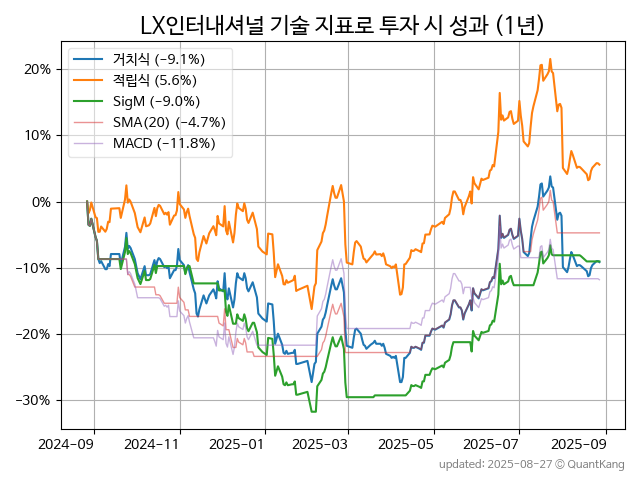 LX인터내셔널 기술 지표로 투자 시 성과 (1년)
거치식 (−9.1%)
적립식 (5.6%)
SigM (−9.0%)
SMA(20) (−4.7%)
MACD (−11.8%)
20%
10%
0%
−10%
−20%
−30%
2024-09 2024-11 2025-01 2025-03 2025-05 2025-07 2025-09
updated: 2025-08-27 © QuantKang